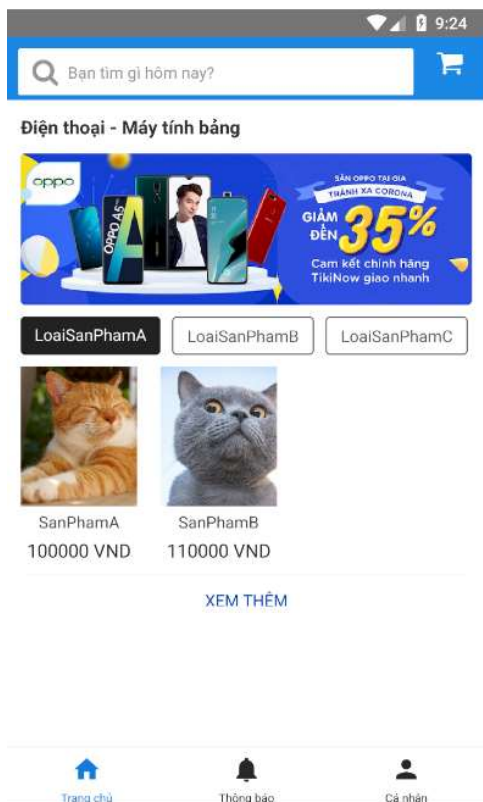 9:24
Bạn tìm gì hôm nay?
Điện thoại - Máy tính bảng
oppo
OPPO A5
SĂN OPPO TẠI GIA
TRÁNH XA CORONA
GIẢM
ĐẾN
35%
Cam kết chính hãng
TikiNow giao nhanh
LoaiSanPhamA
LoaiSanPhamB
LoaiSanPhamC
SanPhamA
SanPhamB
100000 VND
110000 VND
XEM THÊM
Trang chủ
Thông báo
Cá nhân